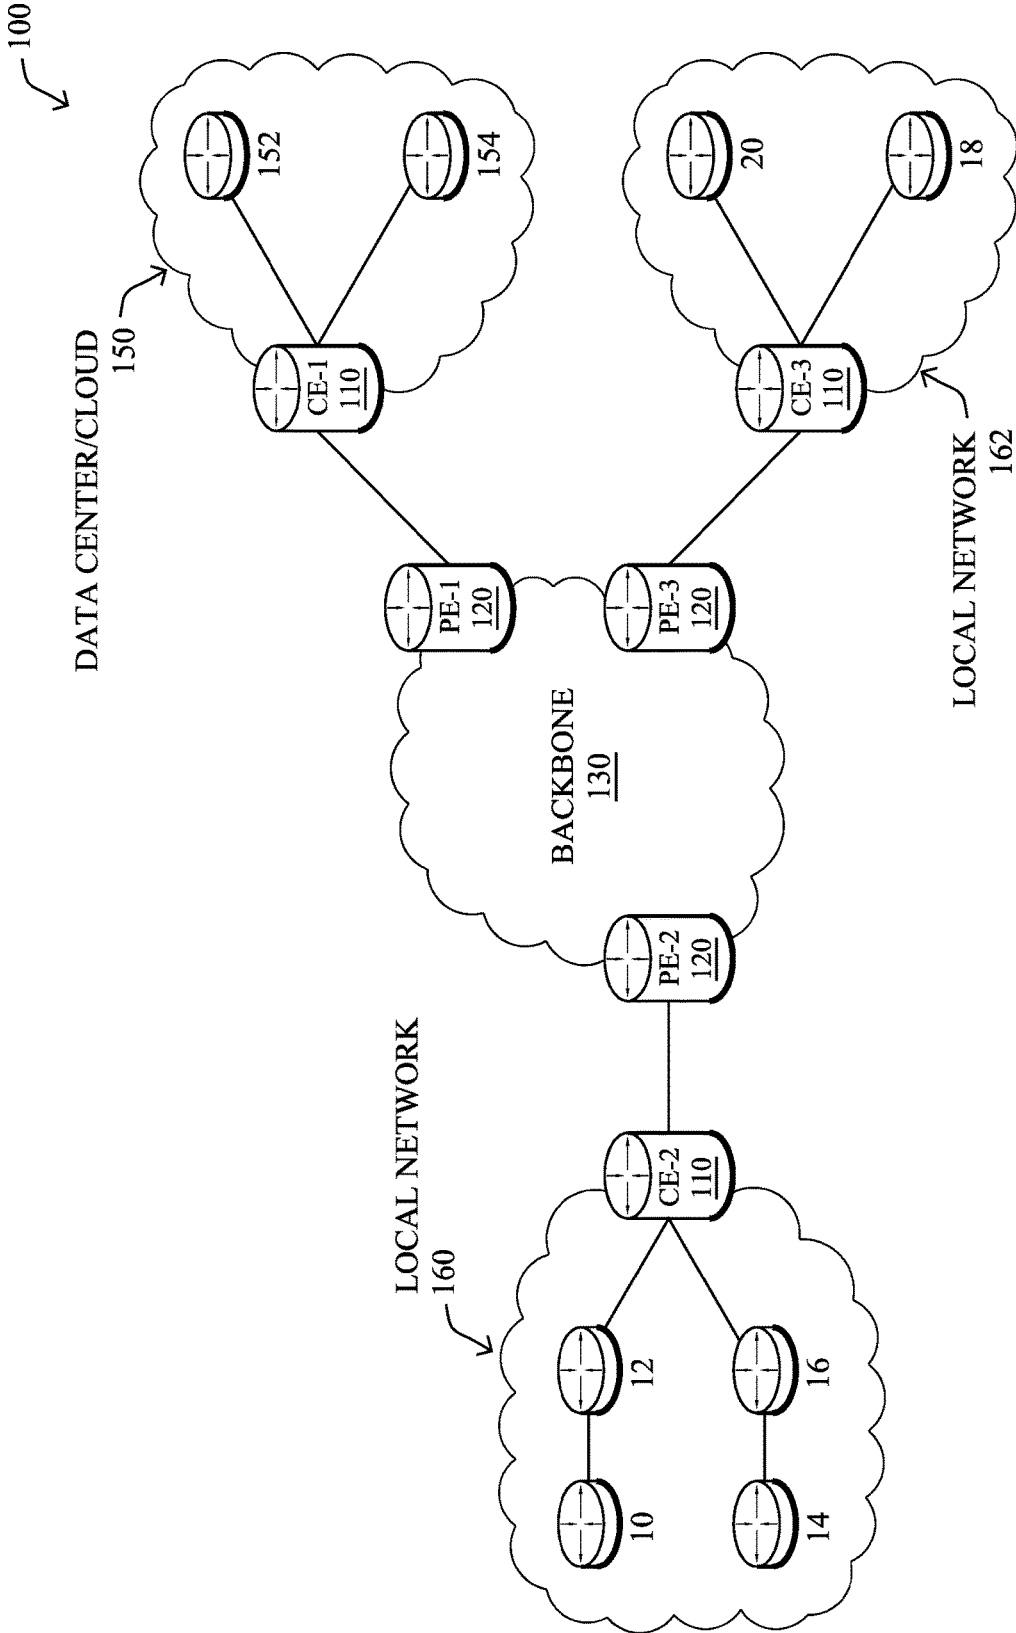 100
DATA CENTER/CLOUD
150
152
CE-1
110
154
LOCAL NETWORK
160
PE-1
120
BACKBONE
130
10
12
CE-2
110
PE-2
120
PE-3
120
20
CE-3
110
14
16
18
LOCAL NETWORK
162